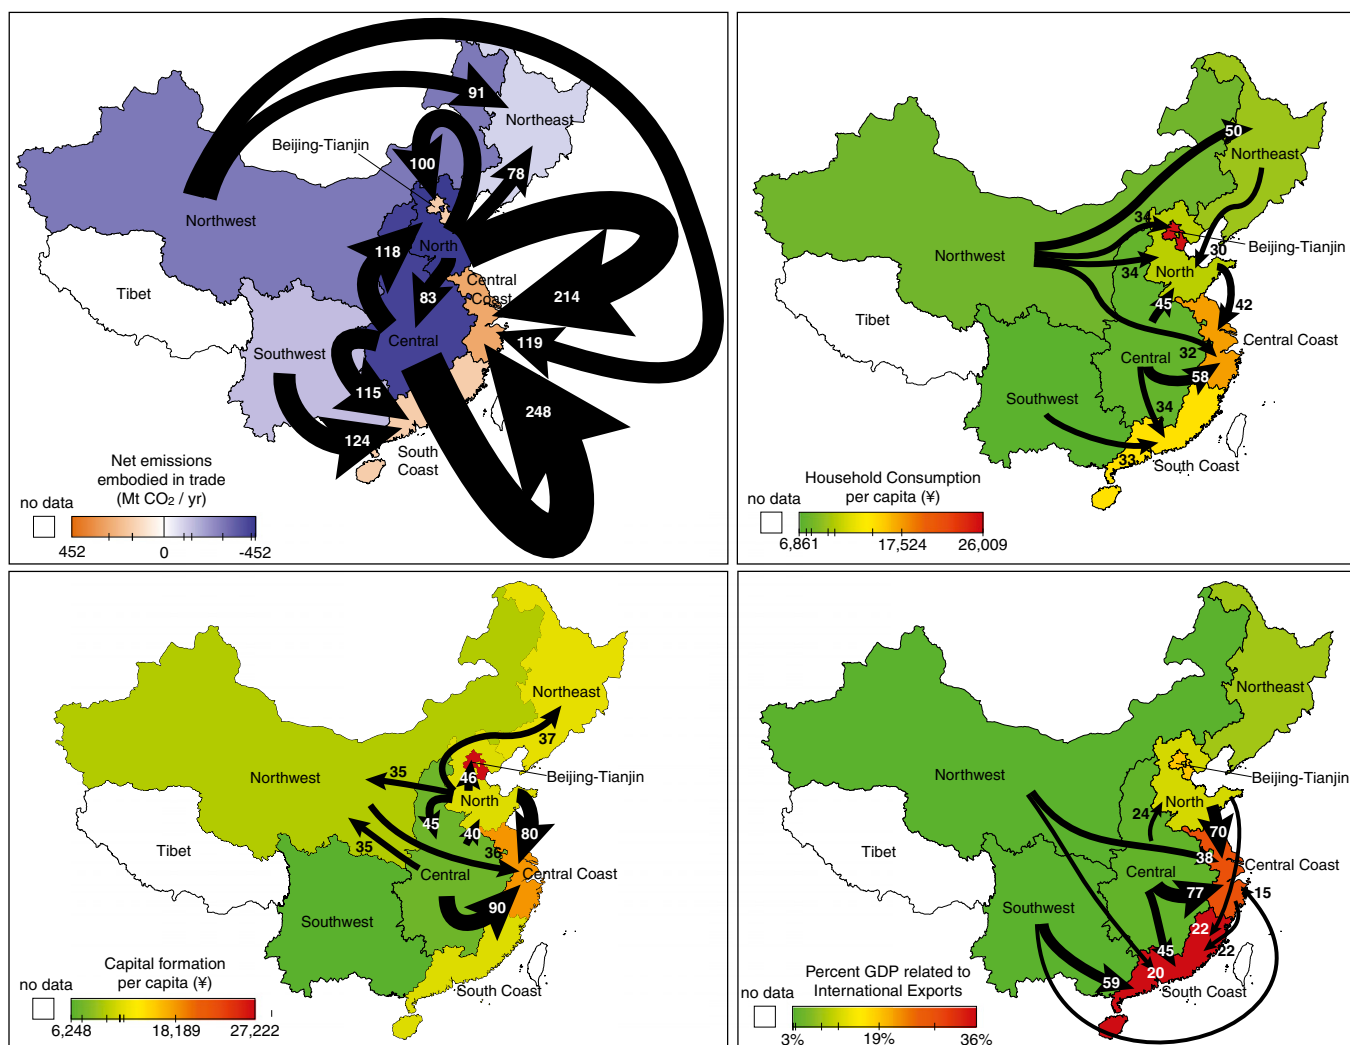 91
Northeast
Beijing-Tianjin
100
78
Northwest
118
North
Tibet
83
Central
Coast
214
119
Southwest
Central
115
248
124
South
Coast
Net emissions
embodied in trade
(Mt CO2 / yr)
no data
452
0
-452
50
Northeast
34
Beijing-Tianjin
30
Northwest
34
North
Tibet
45
42
Central Coast
32
Central
58
Southwest
34
33
South Coast
Household Consumption
per capita (¥)
no data
6,861
17,524
26,009
Northeast
37
35
Northwest
46
Beijing-Tianjin
North
45
40
80
35
36
Tibet
Central
Central Coast
90
Southwest
Capital formation
per capita (¥)
South Coast
no data
6,248
18,189
27,222
Northeast
Northwest
Beijing-Tianjin
North
24
70
Tibet
38
Central Coast
Central
77
15
Southwest
22
45
22
20
59
South Coast
Percent GDP related to
International Exports
no data
3%
19%
36%